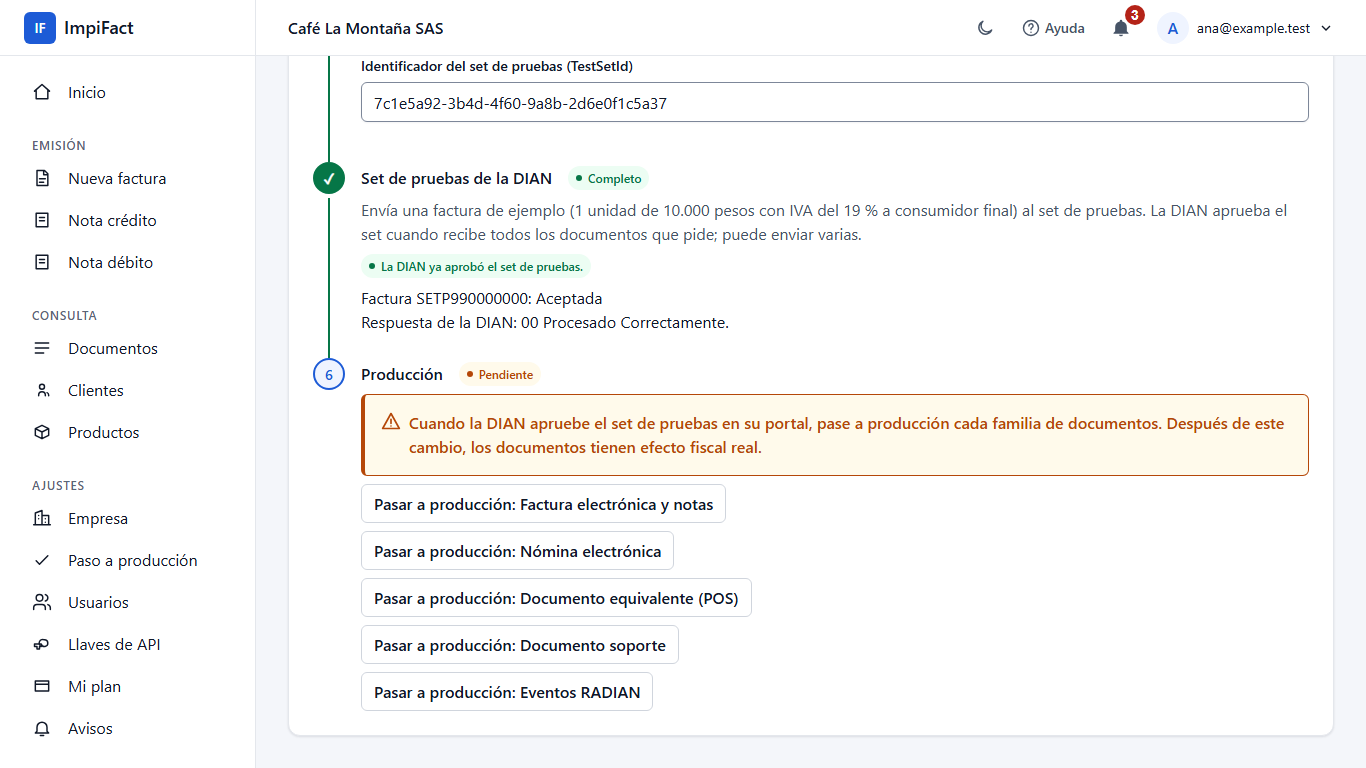 IF ImpiFact
Café La Montaña SAS
Ayuda
3
A
ana@example.test
Inicio
EMISIÓN
Nueva factura
Nota crédito
Nota débito
CONSULTA
Documentos
Clientes
Productos
AJUSTES
Empresa
Paso a producción
Usuarios
Llaves de API
Mi plan
Avisos
Identificador del set de pruebas (TestSetId)
7c1e5a92-3b4d-4f60-9a8b-2d6e0f1c5a37
Set de pruebas de la DIAN
Completo
Envía una factura de ejemplo (1 unidad de 10.000 pesos con IVA del 19 % a consumidor final) al set de pruebas. La DIAN aprueba el
set cuando recibe todos los documentos que pide; puede enviar varias.
La DIAN ya aprobó el set de pruebas.
Factura SETP990000000: Aceptada
Respuesta de la DIAN: 00 Procesado Correctamente.
6
Producción
Pendiente
Cuando la DIAN apruebe el set de pruebas en su portal, pase a producción cada familia de documentos. Después de este
cambio, los documentos tienen efecto fiscal real.
Pasar a producción: Factura electrónica y notas
Pasar a producción: Nómina electrónica
Pasar a producción: Documento equivalente (POS)
Pasar a producción: Documento soporte
Pasar a producción: Eventos RADIAN